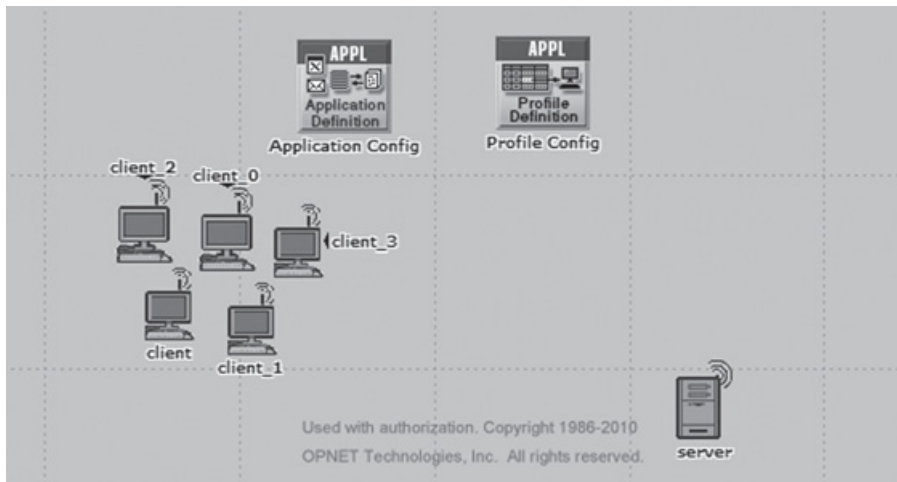 APPL
Application
Definition
Application Config
APPL
Profiile
Definition
Profile Config
client_2
client_0
client_3
client
client_1
Used with authorization. Copyright 1986-2010
OPNET Technologies, Inc. All rights reserved.
server